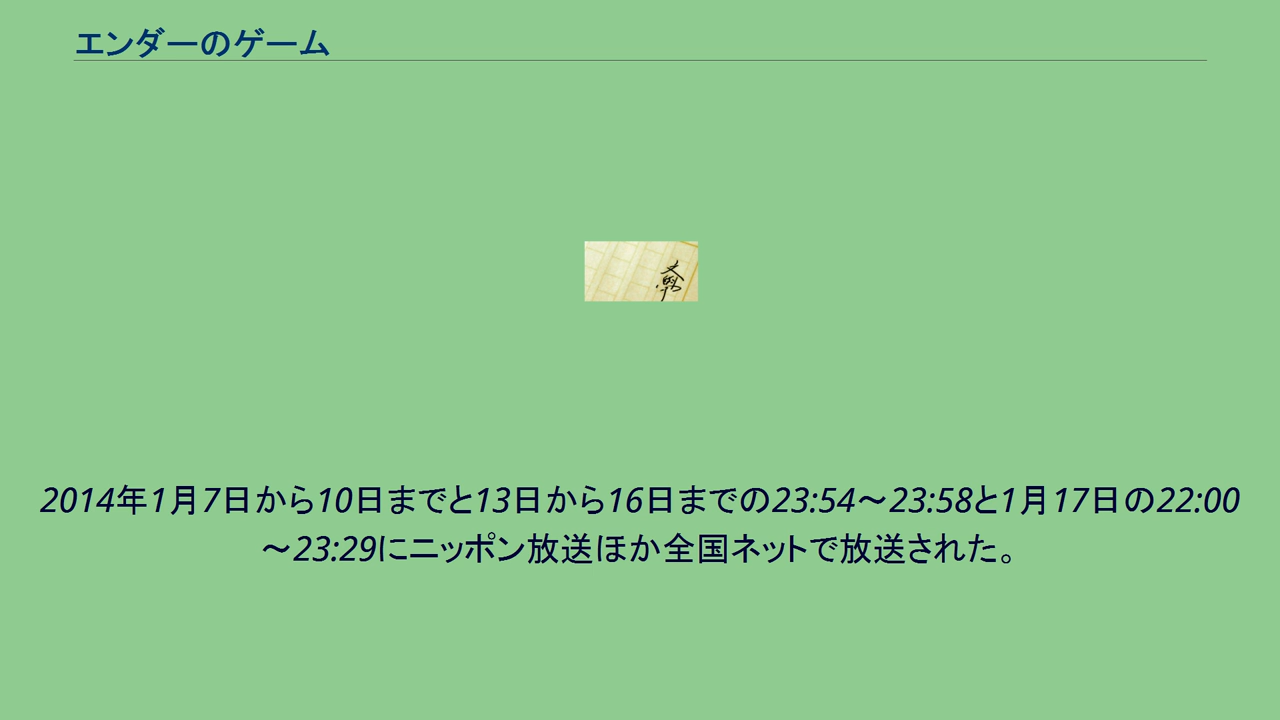 エンダーのゲーム
2014年1月7日から10日までと13日から16日までの23:54〜23:58と1月17日の22:00
〜23:29にニッポン放送ほか全国ネットで放送された。